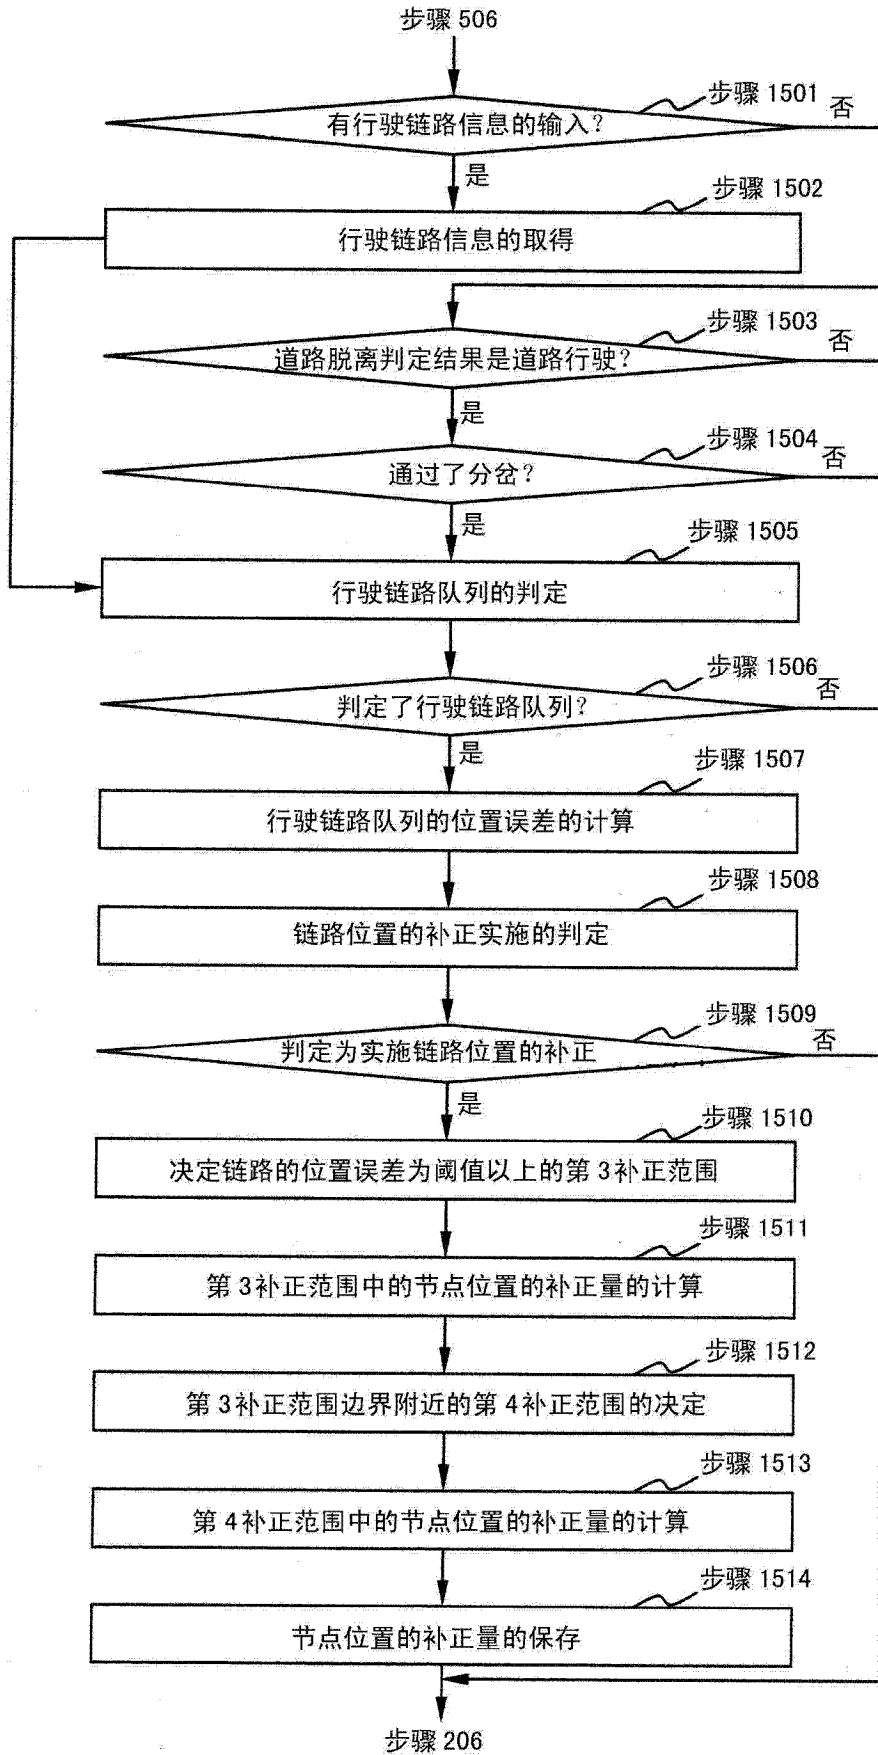 步骤 506
步骤 1501
否
有行驶链路信息的输入?
是
步骤 1502
行驶链路信息的取得
步骤 1503
否
道路脱离判定结果是道路行驶?
是
步骤 1504
否
通过了分岔?
是
步骤 1505
行驶链路队列的判定
步骤 1506
否
判定了行驶链路队列?
是
步骤 1507
行驶链路队列的位置误差的计算
步骤 1508
链路位置的补正实施的判定
步骤 1509
否
判定为实施链路位置的补正
是
步骤 1510
决定链路的位置误差为阈值以上的第3补正范围
步骤 1511
第3补正范围中的节点位置的补正量的计算
步骤 1512
第3补正范围边界附近的第4补正范围的决定
步骤 1513
第4补正范围中的节点位置的补正量的计算
步骤 1514
节点位置的补正量的保存
步骤 206